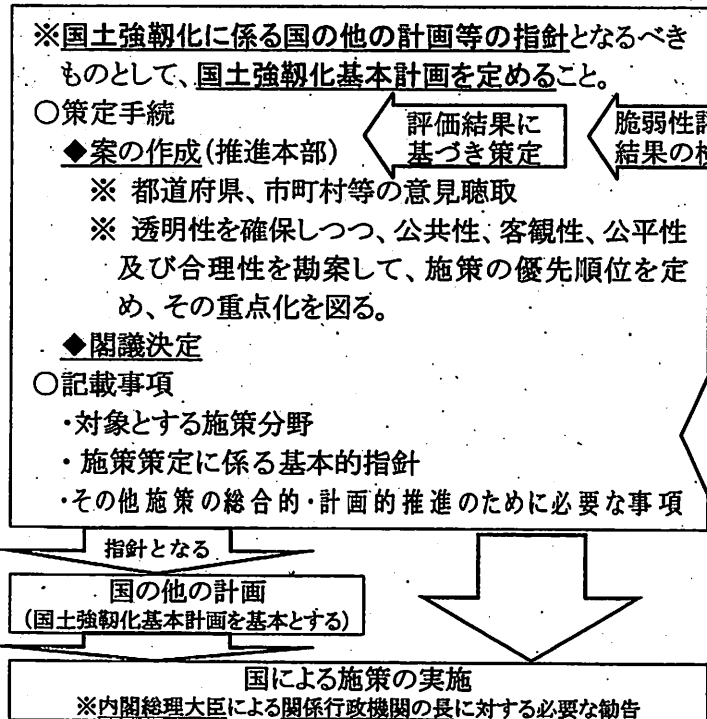 ※国土強靱化に係る国の他の計画等の指針となるべき
ものとして、国土強靱化基本計画を定めること。
○策定手続
◆案の作成(推進本部)
評価結果に
基づき策定
脆弱性
結果の
※ 都道府県、市町村等の意見聴取
※ 透明性を確保しつつ、公共性、客観性、公平性
及び合理性を勘案して、施策の優先順位を定
め、その重点化を図る。
◆閣議決定
○記載事項
・対象とする施策分野
・施策策定に係る基本的指針
・その他施策の総合的・計画的推進のために必要な事項
指針となる
国の他の計画
(国土強靱化基本計画を基本とする)
国による施策の実施
※内閣総理大臣による関係行政機関の長に対する必要な勧告